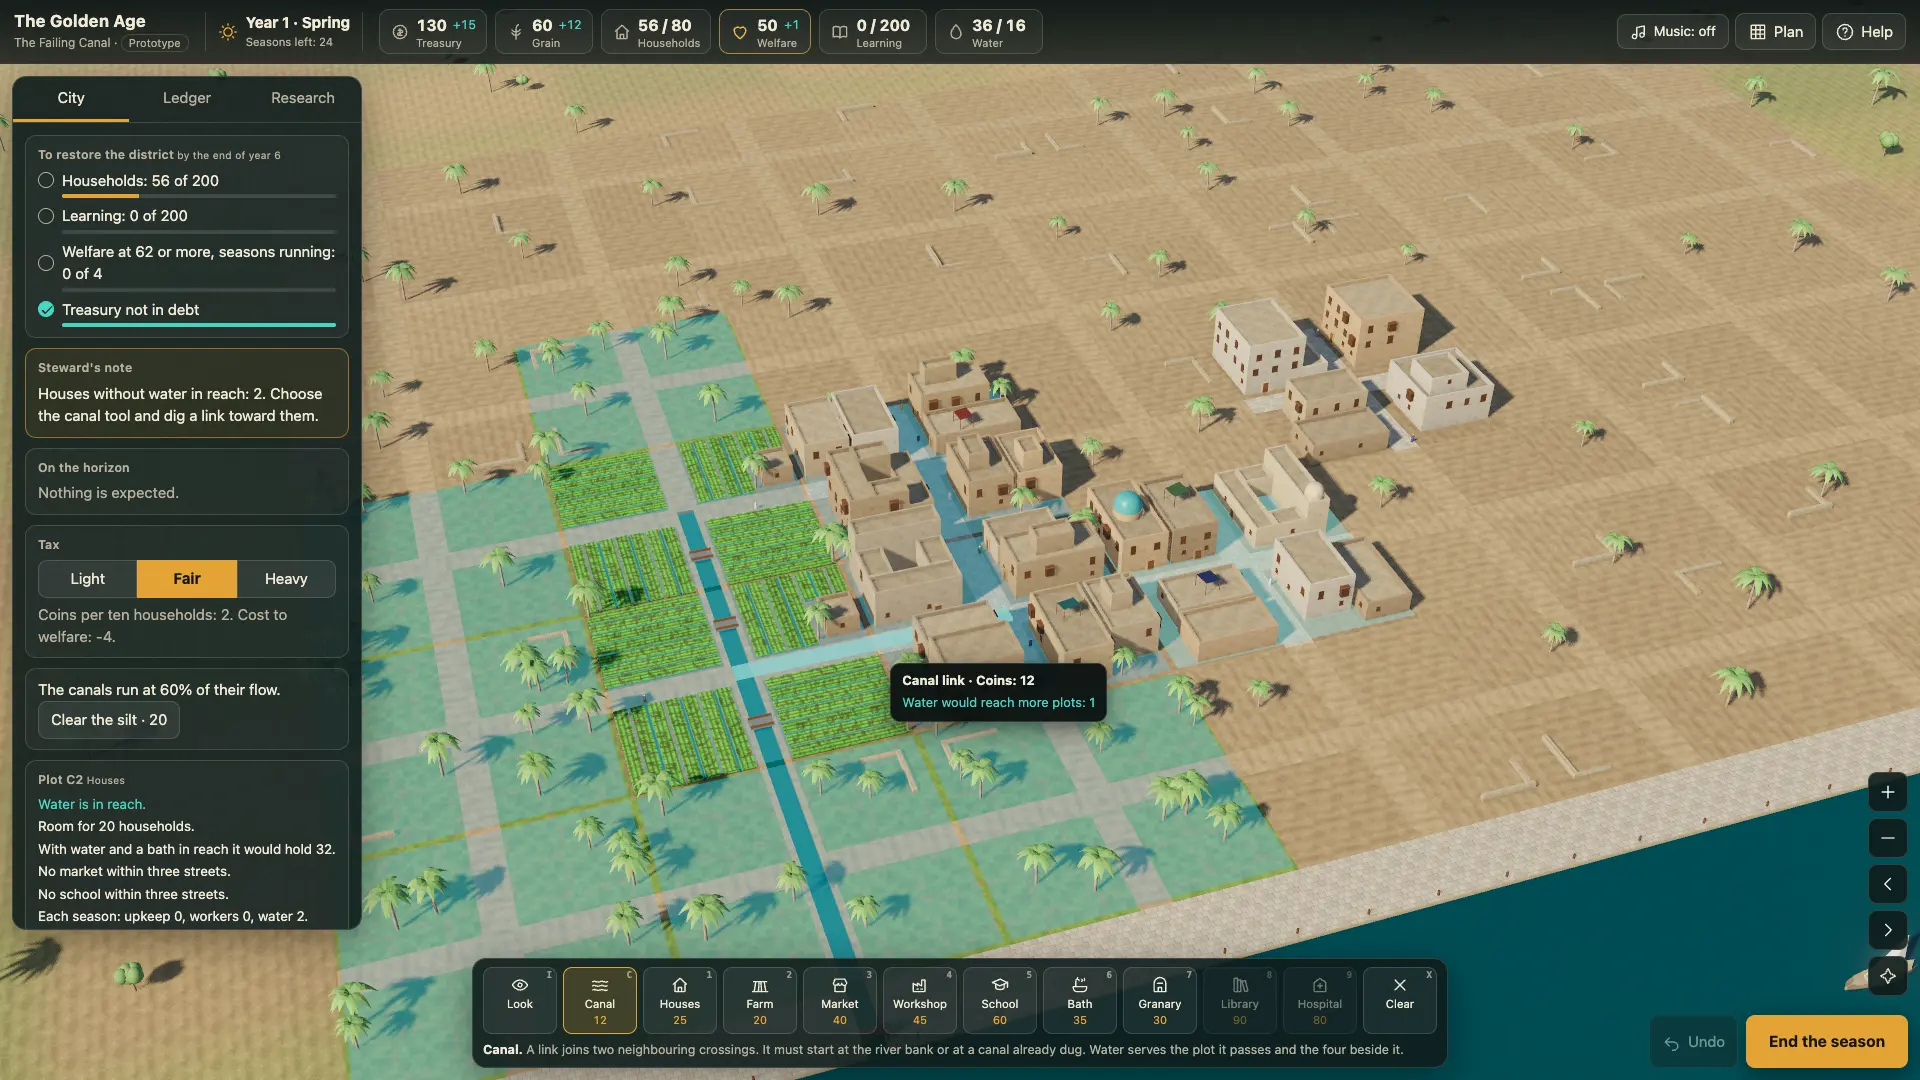 The Golden Age
The Failing Canal · Prototype
Year 1 · Spring
Seasons left: 24
130 +15
Treasury
60 +12
Grain
56 / 80
Households
50 +1
Welfare
0 / 200
Learning
36 / 16
Water
Music: off
Plan
Help
City
Ledger
Research
To restore the district by the end of year 6
Households: 56 of 200
Learning: 0 of 200
Welfare at 62 or more, seasons running:
0 of 4
Treasury not in debt
Steward's note
Houses without water in reach: 2. Choose
the canal tool and dig a link toward them.
On the horizon
Nothing is expected.
Tax
Light
Fair
Heavy
Coins per ten households: 2. Cost to
welfare: -4.
The canals run at 60% of their flow.
Clear the silt · 20
Plot C2 Houses
Water is in reach.
Room for 20 households.
With water and a bath in reach it would hold 32.
No market within three streets.
No school within three streets.
Each season: upkeep 0, workers 0, water 2.
Canal link · Coins: 12
Water would reach more plots: 1
I
Look
C
Canal
12
1
Houses
25
2
Farm
20
3
Market
40
4
Workshop
45
5
School
60
6
Bath
35
7
Granary
30
8
Library
90
9
Hospital
80
X
Clear
Canal. A link joins two neighbouring crossings. It must start at the river bank or at a canal already dug. Water serves the plot it passes and the four beside it.
Undo
End the season